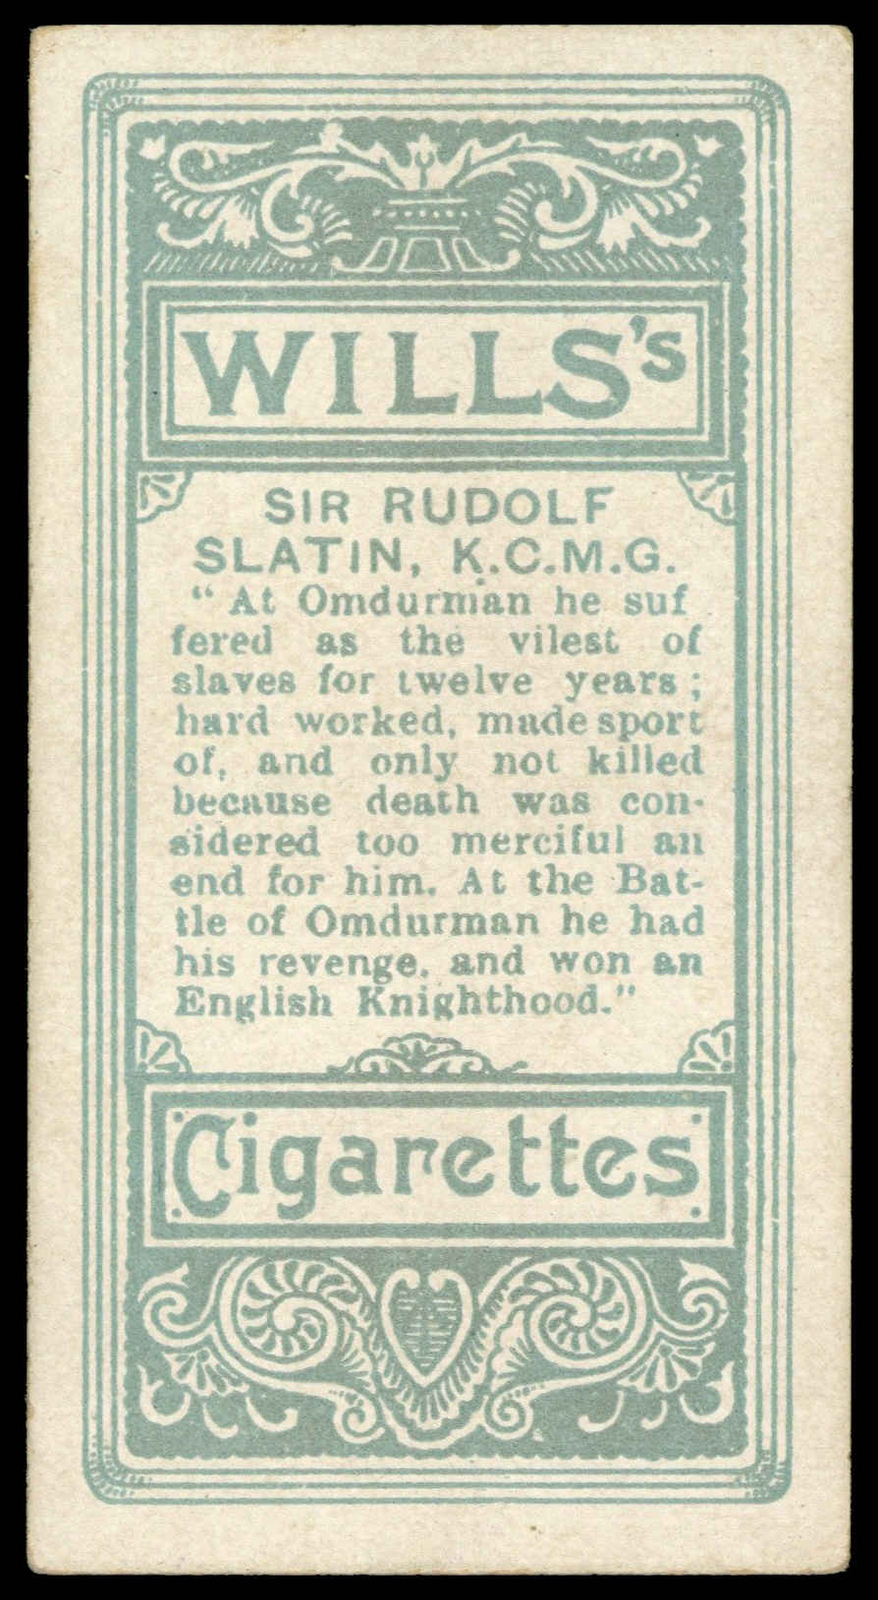 WILLS's
SIR RUDOLF
SLATIN, K.C.M.G.
"At Omdurman he suf
fered as the vilest of
slaves for twelve years;
hard worked, made sport
of, and only not killed
because death was con-
sidered too merciful an
end for him. At the Bat-
tle of Omdurman he had
his revenge, and won an
English Knighthood."
Cigarettes